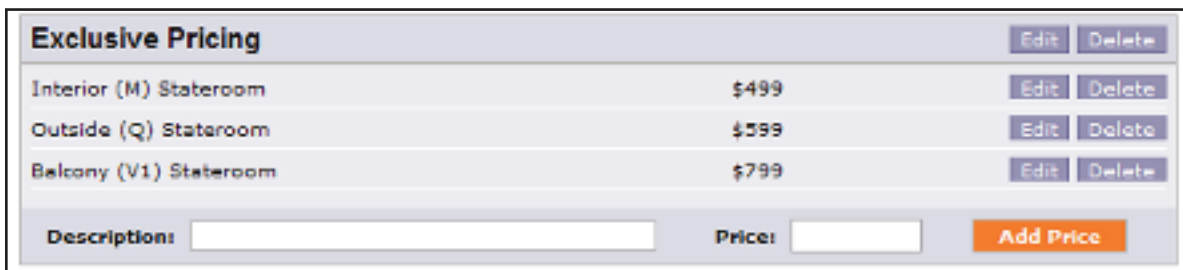 Exclusive Pricing Edit Delete
Interior (M) Stateroom $499 Edit Delete
Outside (Q) Stateroom $599 Edit Delete
Balcony (V1) Stateroom $799 Edit Delete
Description: Price: Add Price